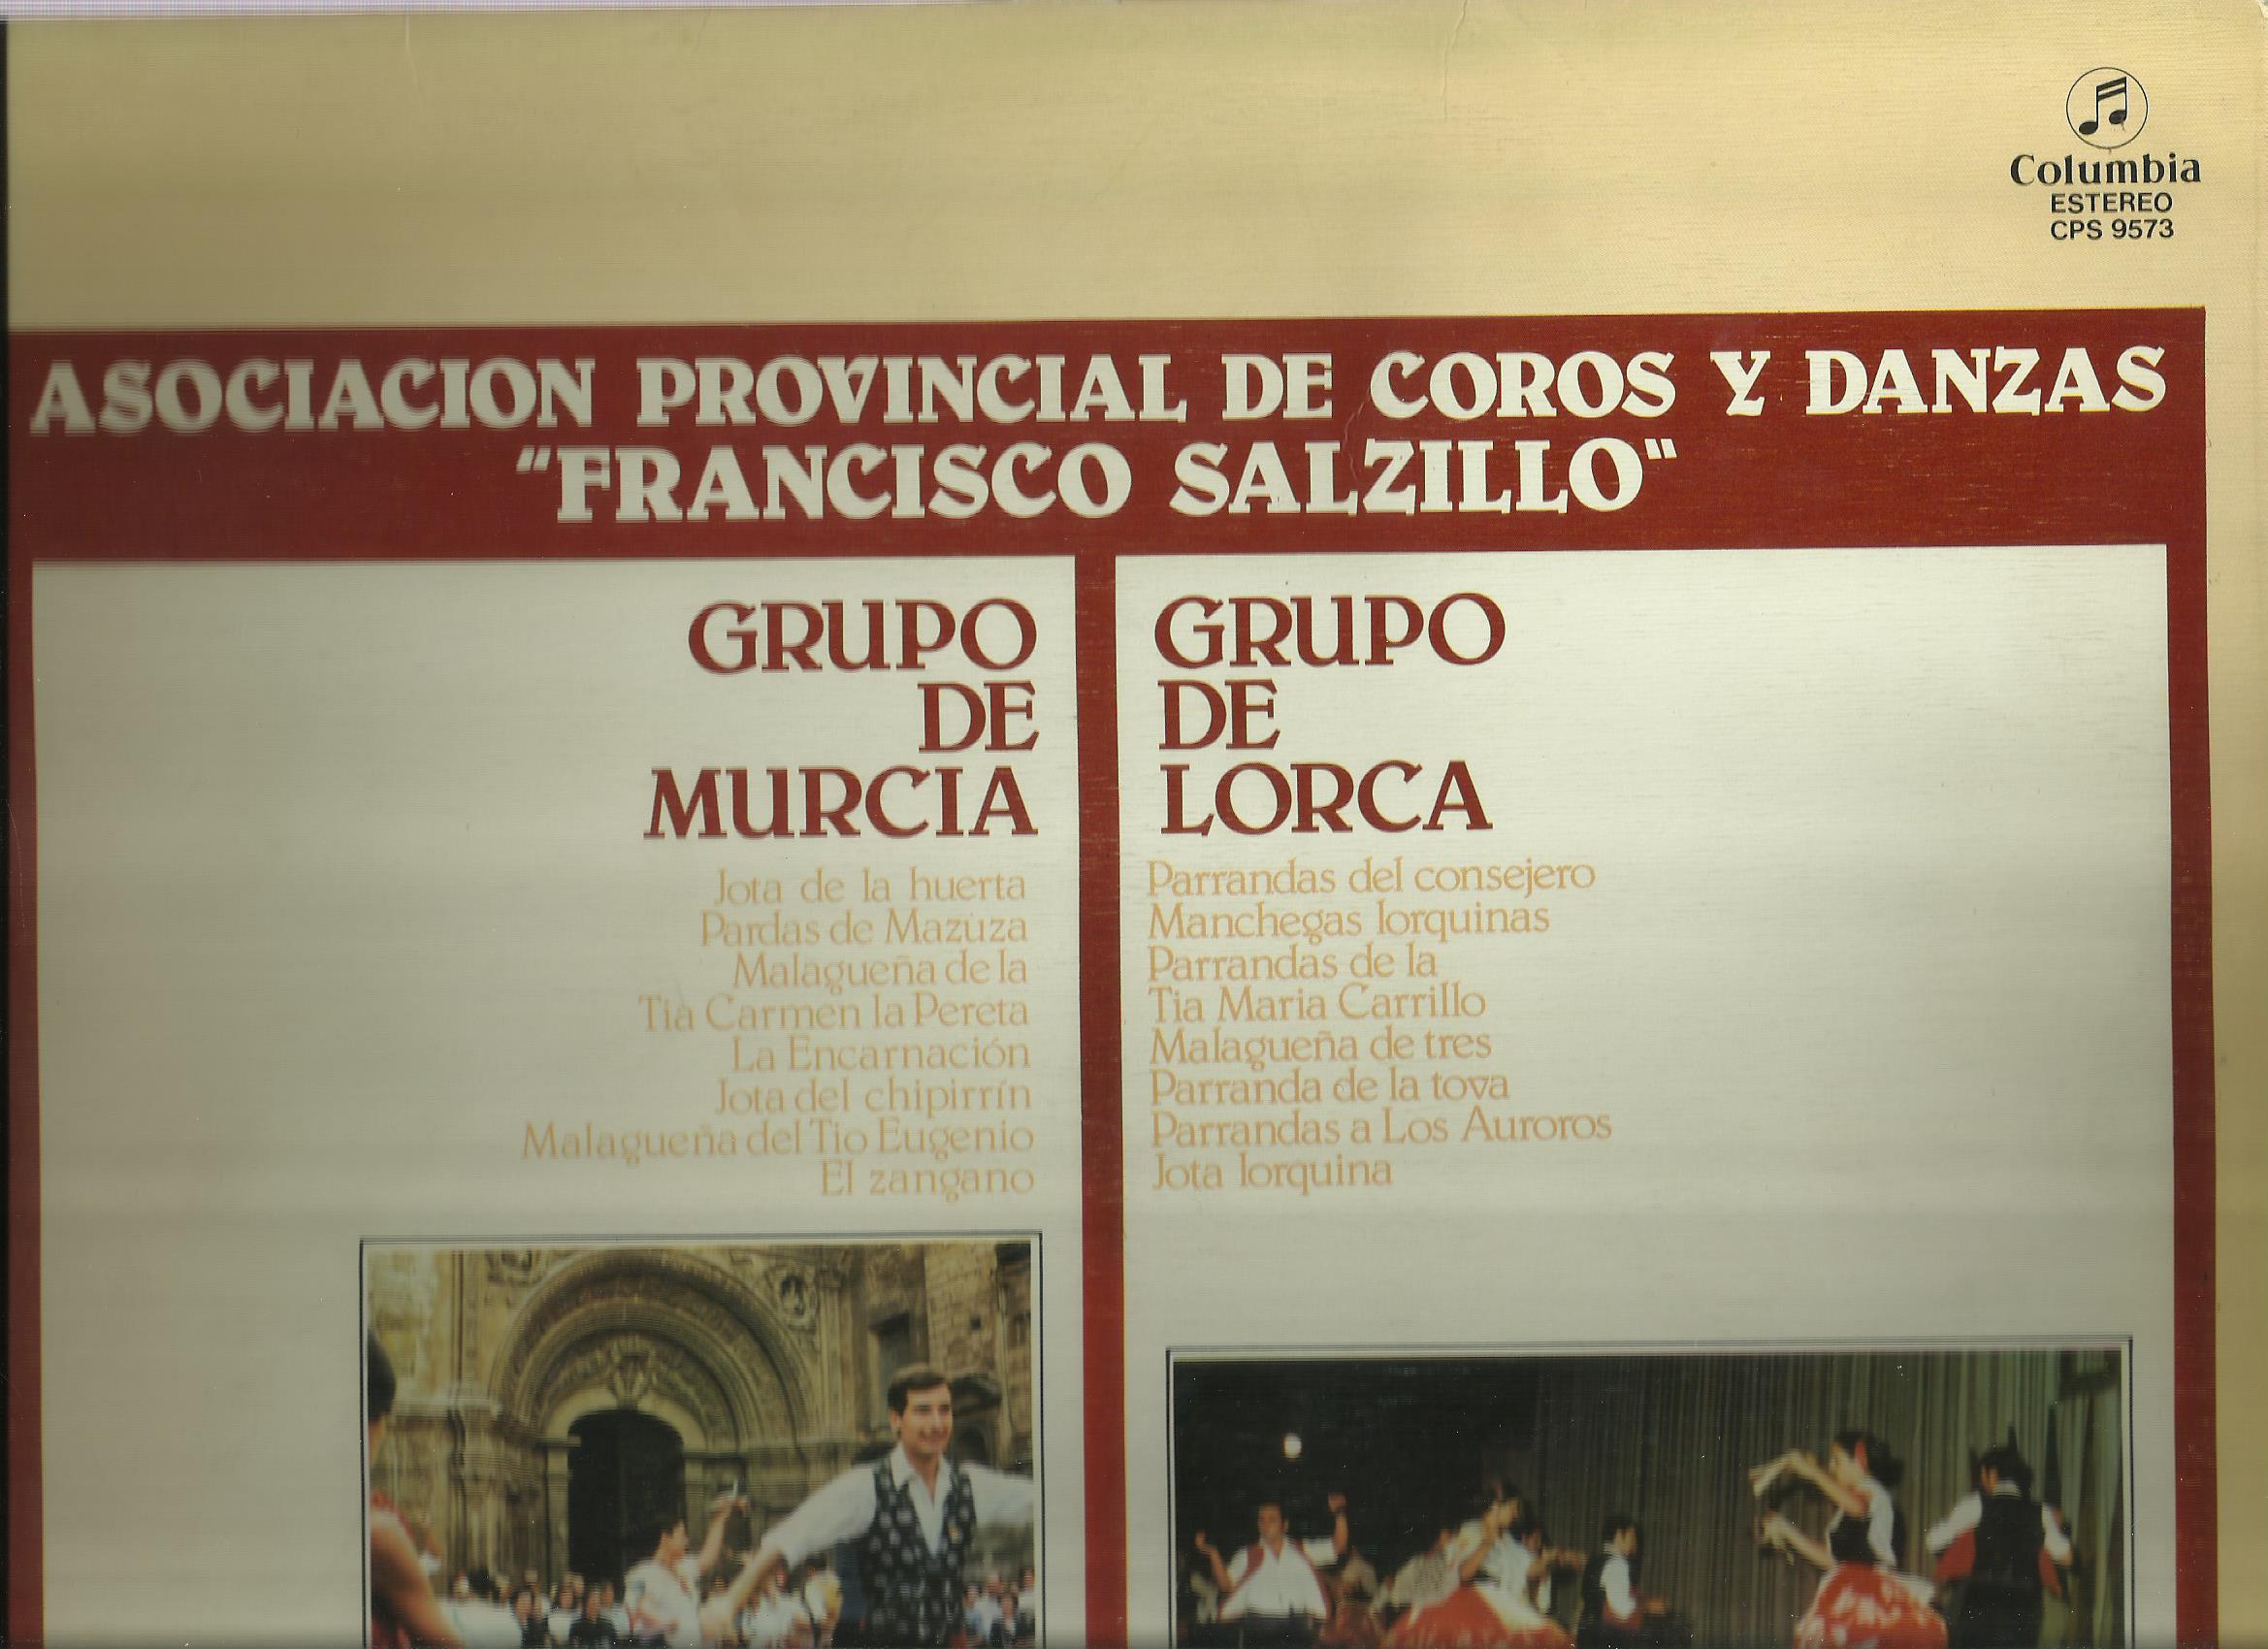 Columbia
ESTEREO
CPS 9573
ASOCIACION PROVINCIAL DE COROS Y DANZAS
"FRANCISCO SALZILLO"
GRUPO
DE
MURCIA
Jota de la huerta
Pardas de Mazuza
Malagueña de la
Tia Carmen la Pereta
La Encarnación
Jota del chipirrín
Malagueña del Tio Eugenio
El zangano
GRUPO
DE
LORCA
Parrandas del consejero
Manchegas lorquinas
Parrandas de la
Tia Maria Carrillo
Malagueña de tres
Parranda de la tova
Parrandas a Los Auroros
Jota lorquina